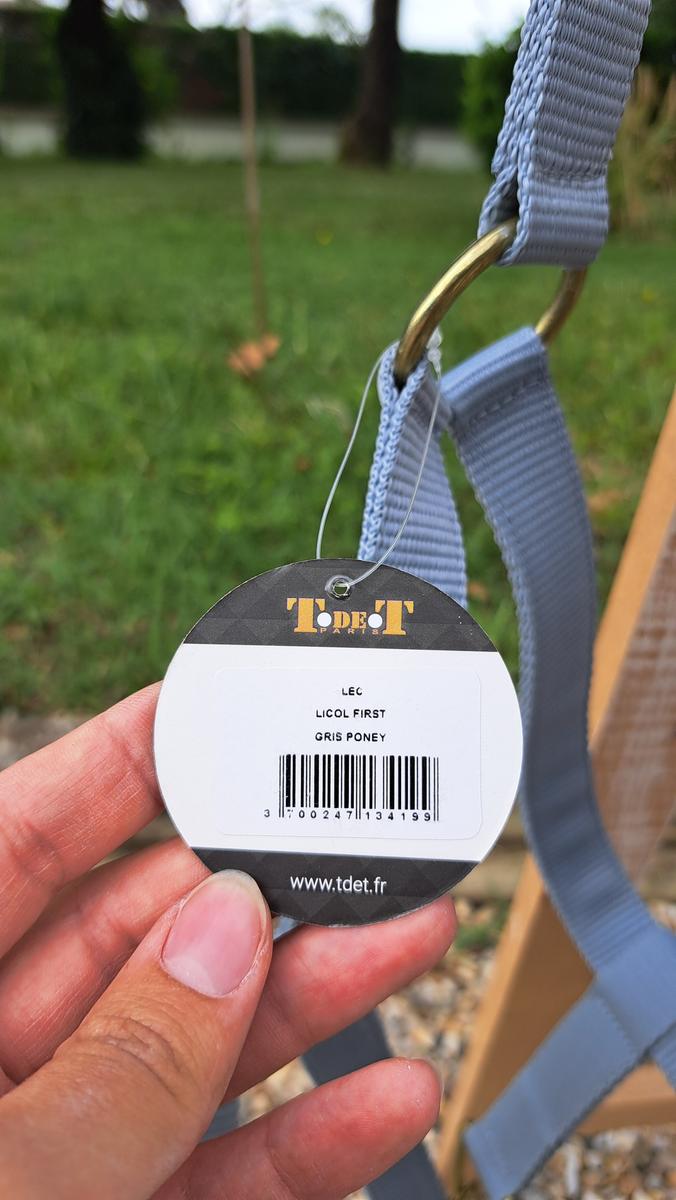 T.DE.T
PARIS
LEC
LICOL FIRST
GRIS PONEY
3 700247 134199
www.tdet.fr